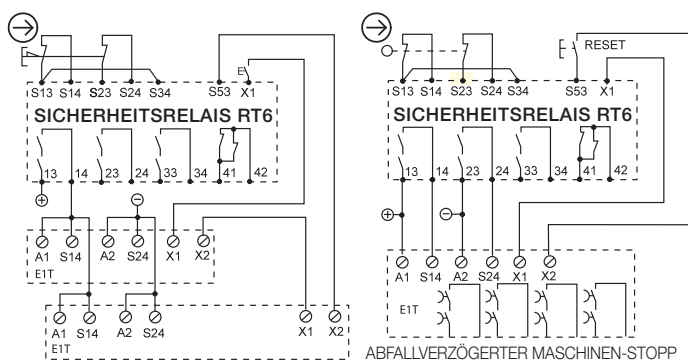 S13 S14 S23 S24 S34 S53 X1
SICHERHEITSRELAIS RT6
13 14 23 24 33 34 41 42
A1 S14 A2 S24 X1 X2
E1T
A1 S14 A2 S24 X1 X2
E1T
RESET
S13 S14 S23 S24 S34 S53 X1
SICHERHEITSRELAIS RT6
13 14 23 24 33 34 41 42
A1 S14 A2 S24 X1 X2
E1T
ABFALLVERZÖGERTER MASCHINEN-STOPP